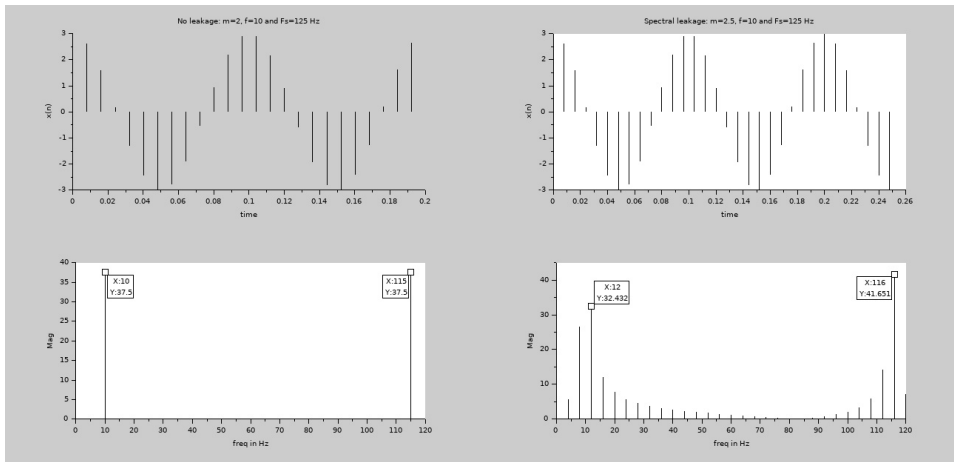 No leakage: m=2, f=10 and Fs=125 Hz
x(n)
3
2
1
0
-1
-2
-3
0 0.02 0.04 0.06 0.08 0.1 0.12 0.14 0.16 0.18 0.2
time
Spectral leakage: m=2.5, f=10 and Fs=125 Hz
x(n)
3
2
1
0
-1
-2
-3
0 0.02 0.04 0.06 0.08 0.1 0.12 0.14 0.16 0.18 0.2 0.22 0.24 0.26
time
Mag
40
35
30
25
20
15
10
5
0
X:10
Y:37.5
X:115
Y:37.5
0 10 20 30 40 50 60 70 80 90 100 110 120
freq in Hz
Mag
40
30
20
10
0
X:12
Y:32.432
X:116
Y:41.651
0 10 20 30 40 50 60 70 80 90 100 110 120
freq in Hz